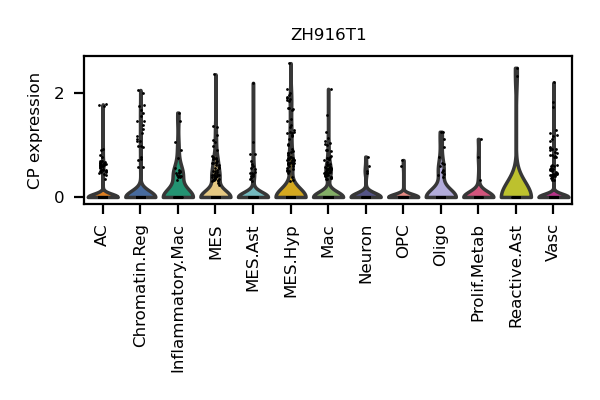 ZH916T1
CP expression
2
0
AC
Chromatin.Reg
Inflammatory.Mac
MES
MES.Ast
MES.Hyp
Mac
Neuron
OPC
Oligo
Prolif.Metab
Reactive.Ast
Vasc